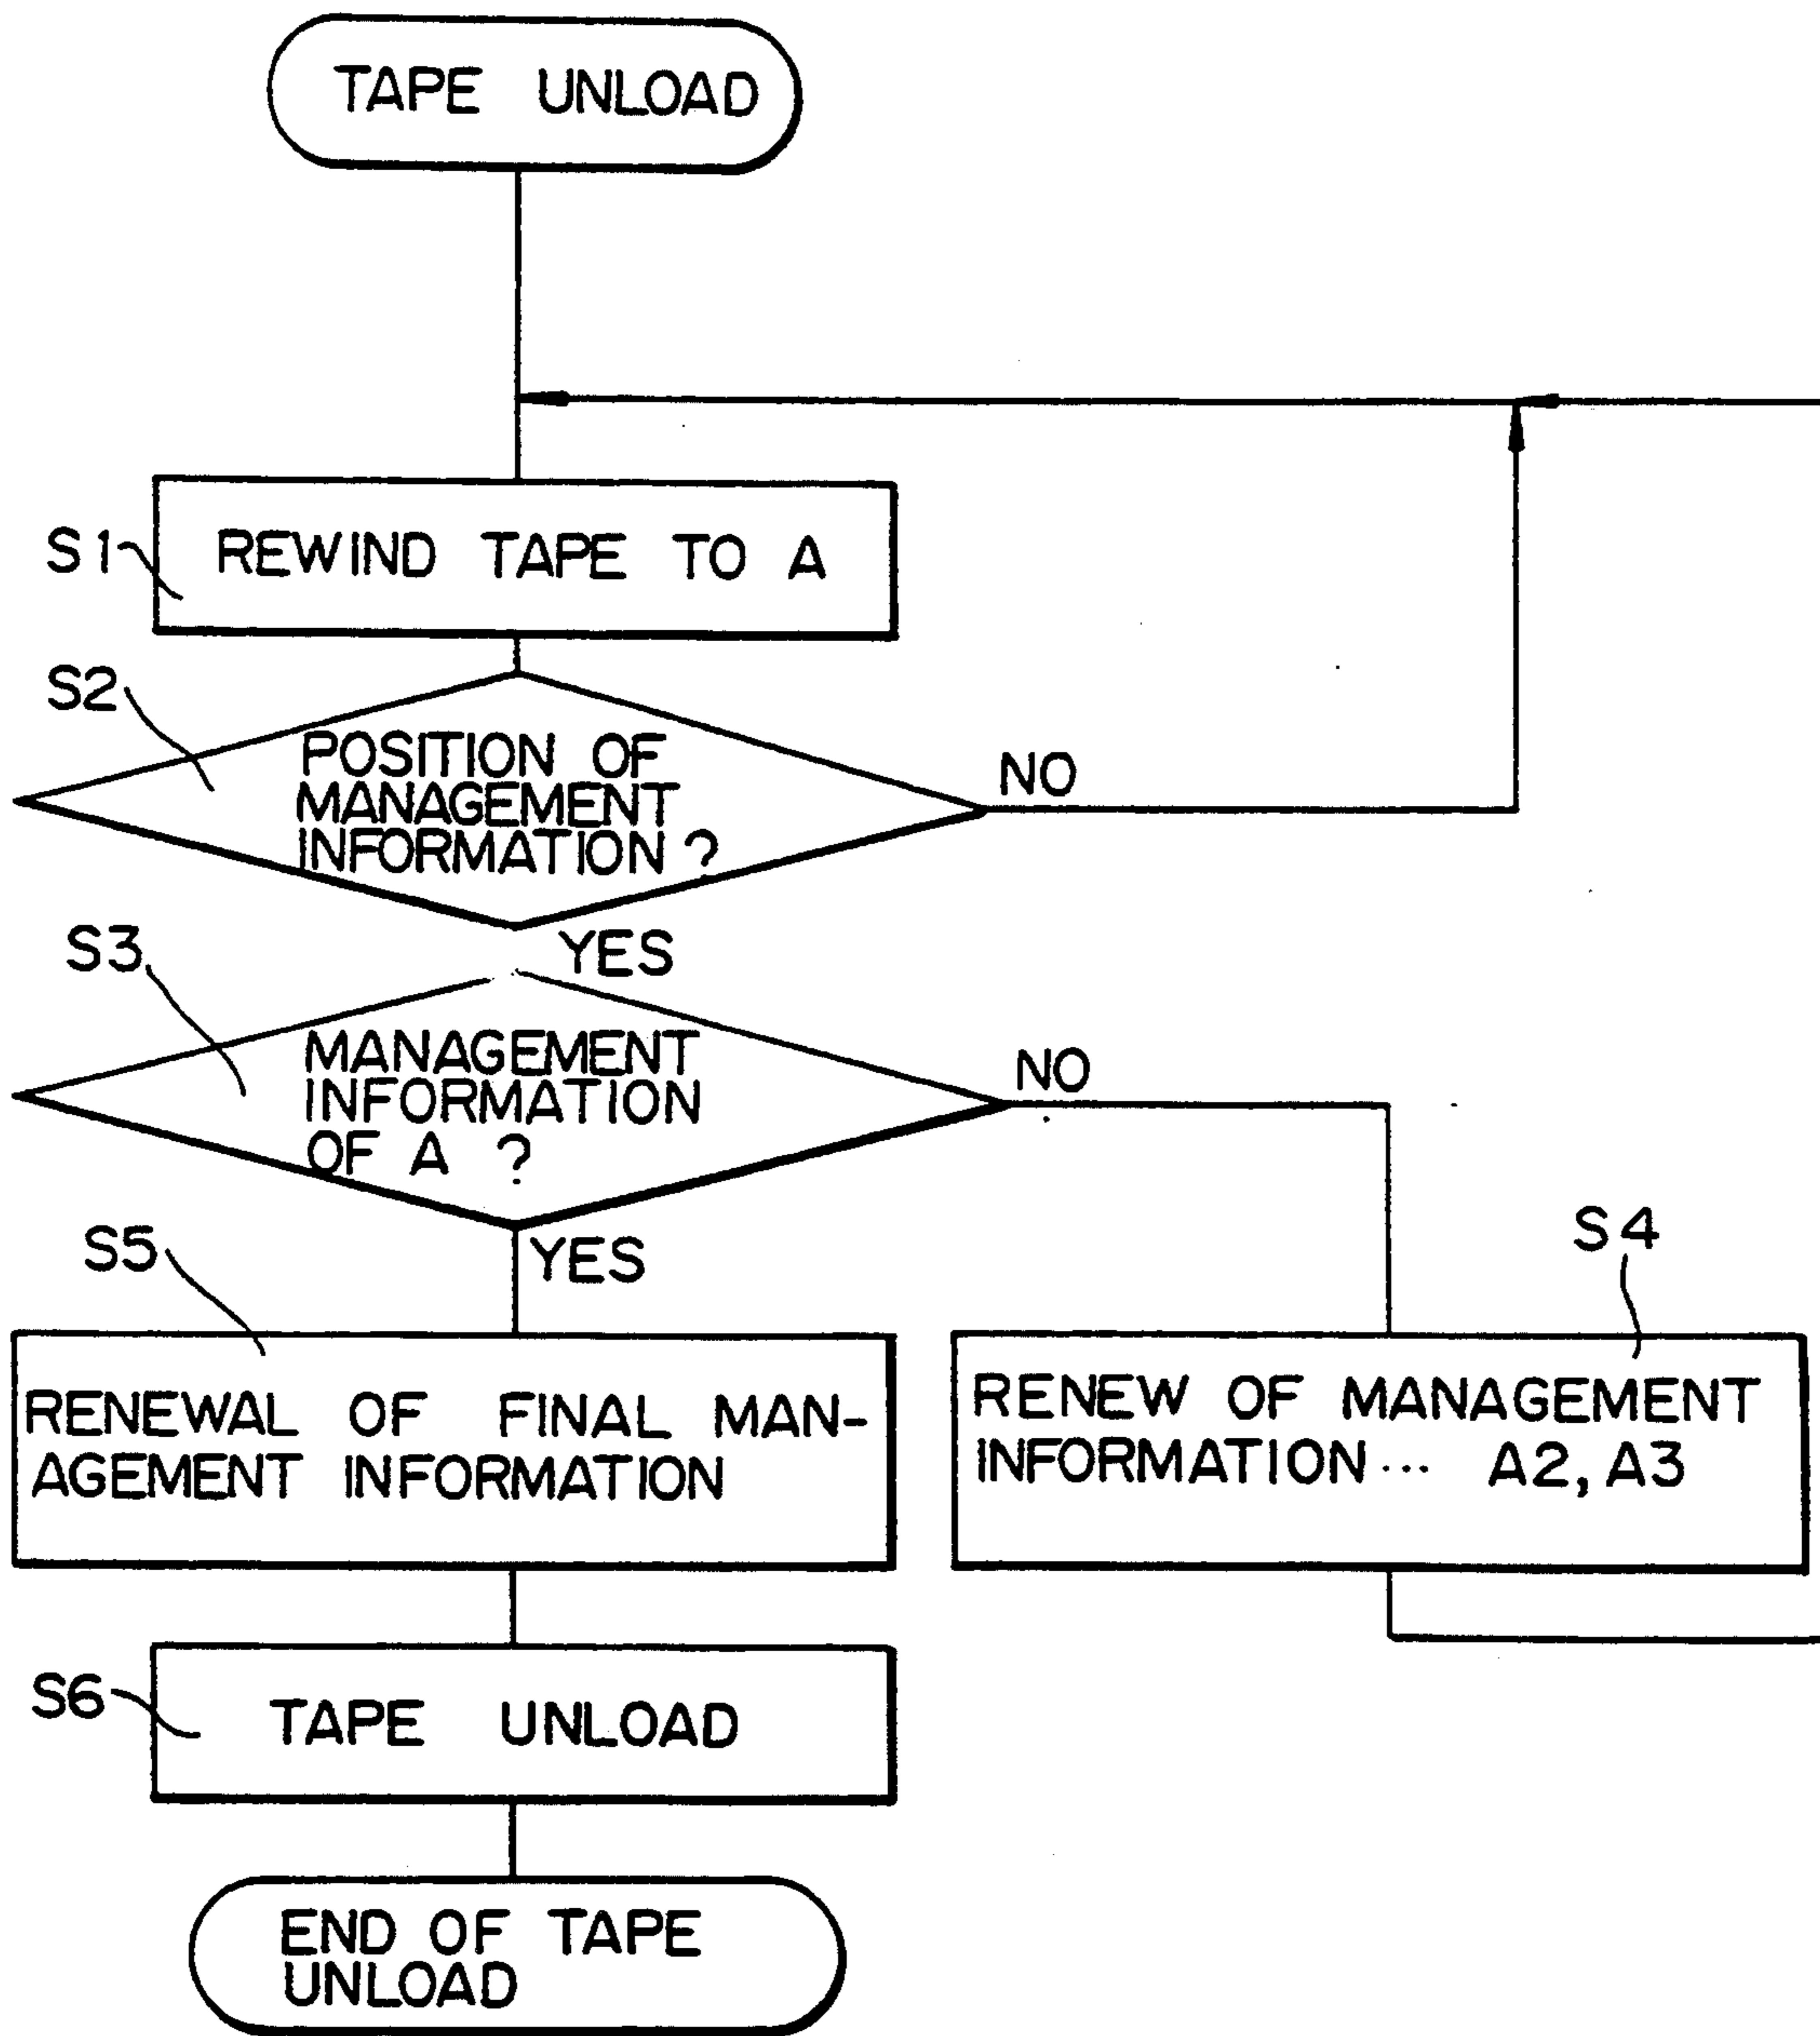 TAPE UNLOAD
S1
REWIND TAPE TO A
S2
POSITION OF
MANAGEMENT
INFORMATION ?
NO
YES
S3
MANAGEMENT
INFORMATION
OF A ?
NO
YES
S5
RENEWAL OF FINAL MAN-
AGEMENT INFORMATION
S4
RENEW OF MANAGEMENT
INFORMATION ... A2, A3
S6
TAPE UNLOAD
END OF TAPE
UNLOAD